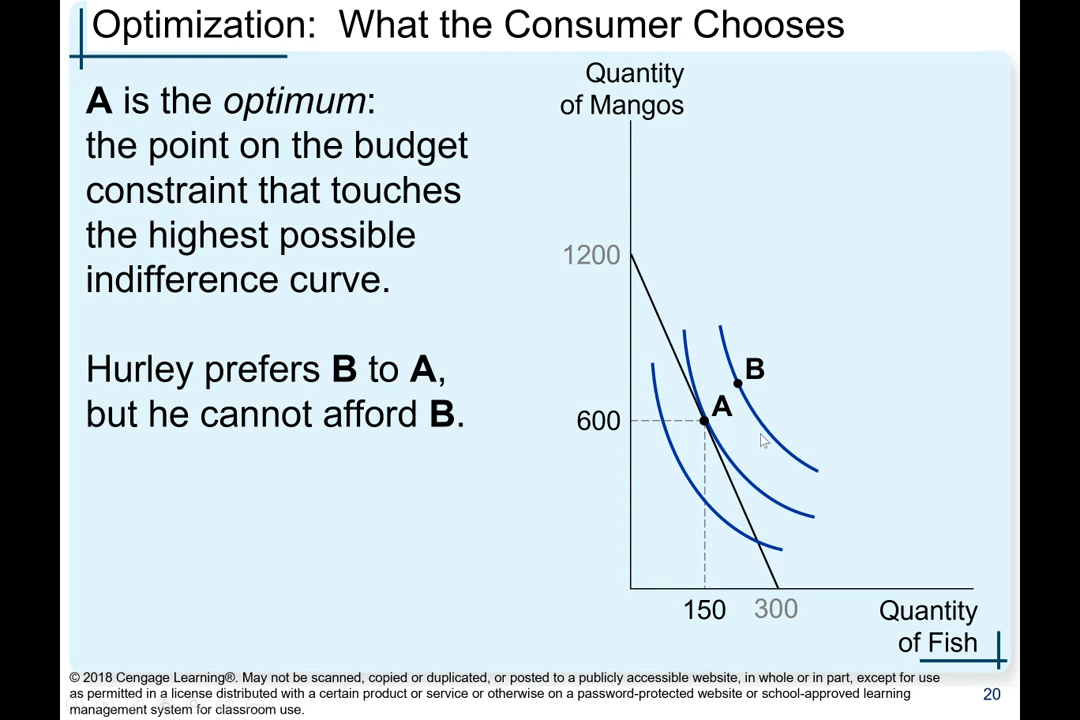 Optimization:  What the Consumer Chooses
A is the optimum:
the point on the budget
constraint that touches
the highest possible
indifference curve.
Hurley prefers B to A,
but he cannot afford B.
Quantity
of Mangos
1200
B
A
600
150
300
Quantity
of Fish
© 2018 Cengage Learning®. May not be scanned, copied or duplicated, or posted to a publicly accessible website, in whole or in part, except for use
as permitted in a license distributed with a certain product or service or otherwise on a password-protected website or school-approved learning
management system for classroom use.
20